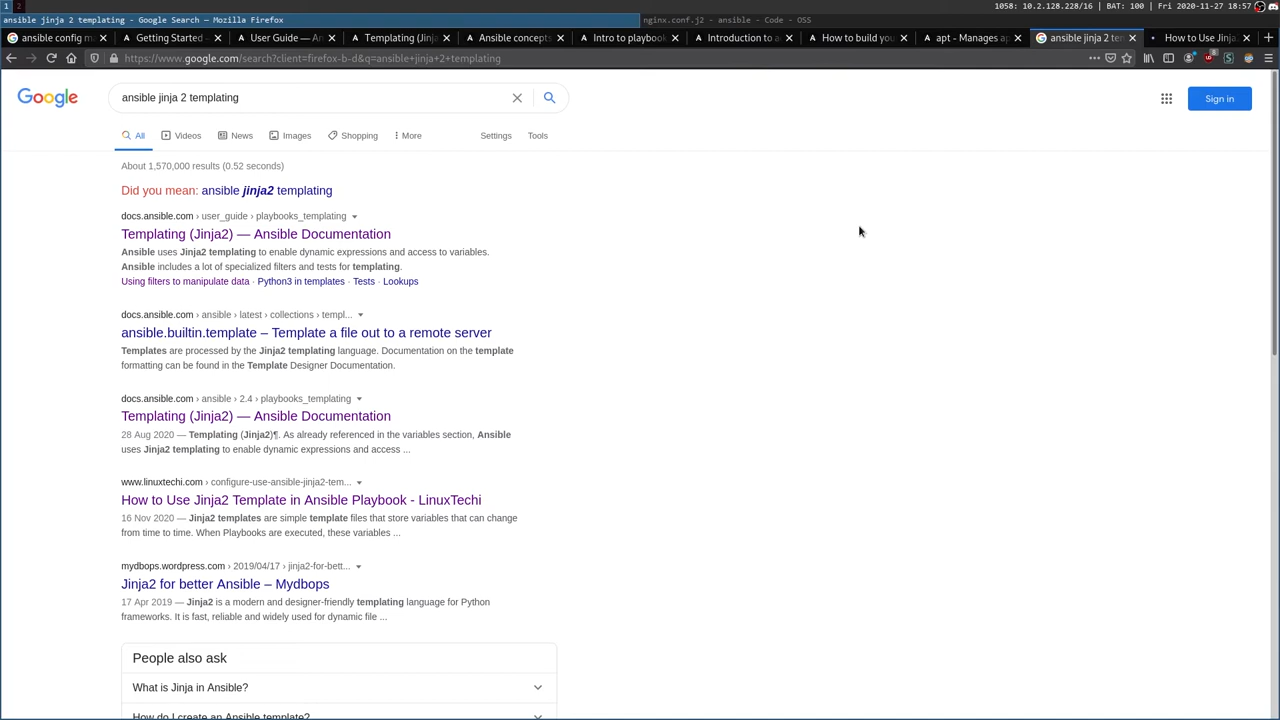 1 2 1058: 10.2.128.228/16 | BAT: 100 | Fri 2020-11-27 18:57
ansible jinja 2 templating - Google Search — Mozilla Firefox nginx.conf.j2 - ansible - Code - OSS
ansible config m Getting Started User Guide — An Templating (Jinja Ansible concepts Intro to playbook Introduction to a How to build you apt – Manages ap ansible jinja 2 tem How to Use Jinja
https://www.google.com/search?client=firefox-b-d&q=ansible+jinja+2+templating
Google ansible jinja 2 templating Sign in
All Videos News Images Shopping More Settings Tools
About 1,570,000 results (0.52 seconds)
Did you mean: ansible jinja2 templating
docs.ansible.com › user_guide › playbooks_templating
Templating (Jinja2) — Ansible Documentation
Ansible uses Jinja2 templating to enable dynamic expressions and access to variables.
Ansible includes a lot of specialized filters and tests for templating.
Using filters to manipulate data · Python3 in templates · Tests · Lookups
docs.ansible.com › ansible › latest › collections › templ...
ansible.builtin.template – Template a file out to a remote server
Templates are processed by the Jinja2 templating language. Documentation on the template
formatting can be found in the Template Designer Documentation.
docs.ansible.com › ansible › 2.4 › playbooks_templating
Templating (Jinja2) — Ansible Documentation
28 Aug 2020 — Templating (Jinja2)¶. As already referenced in the variables section, Ansible
uses Jinja2 templating to enable dynamic expressions and access ...
www.linuxtechi.com › configure-use-ansible-jinja2-tem...
How to Use Jinja2 Template in Ansible Playbook - LinuxTechi
16 Nov 2020 — Jinja2 templates are simple template files that store variables that can change
from time to time. When Playbooks are executed, these variables ...
mydbops.wordpress.com › 2019/04/17 › jinja2-for-bett...
Jinja2 for better Ansible – Mydbops
17 Apr 2019 — Jinja2 is a modern and designer-friendly templating language for Python
frameworks. It is fast, reliable and widely used for dynamic file ...
People also ask
What is Jinja in Ansible?
How do I create an Ansible template?